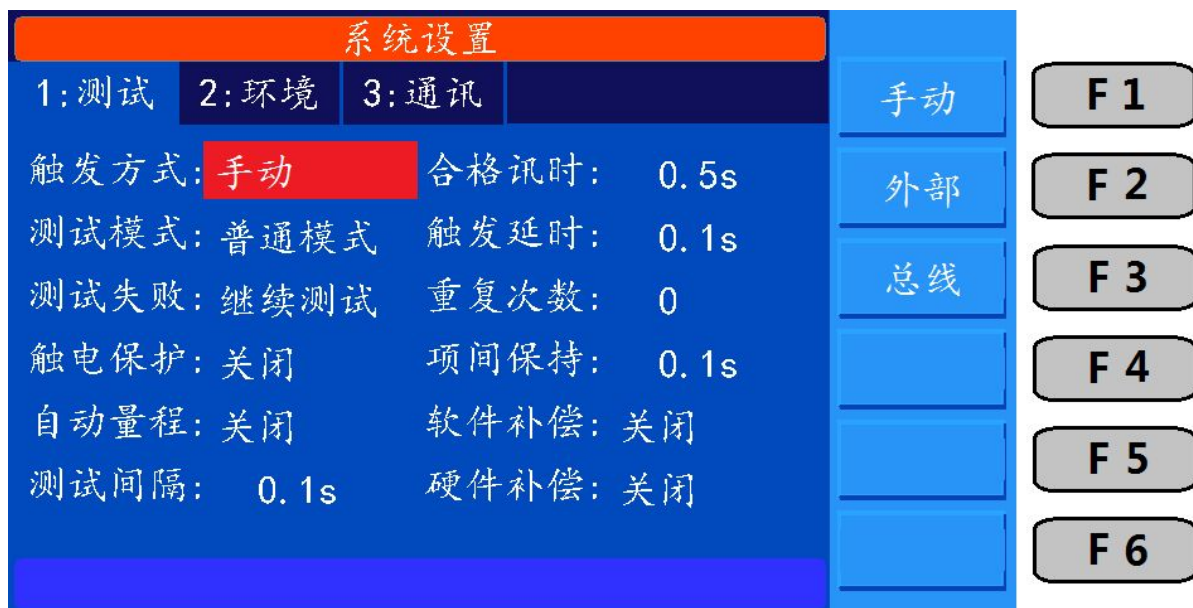 系统设置
1:测试 2:环境 3:通讯
触发方式: 手动 合格讯时: 0.5s
测试模式: 普通模式 触发延时: 0.1s
测试失败: 继续测试 重复次数: 0
触电保护: 关闭 项间保持: 0.1s
自动量程: 关闭 软件补偿: 关闭
测试间隔: 0.1s 硬件补偿: 关闭
手动 F1
外部 F2
总线 F3
F4
F5
F6